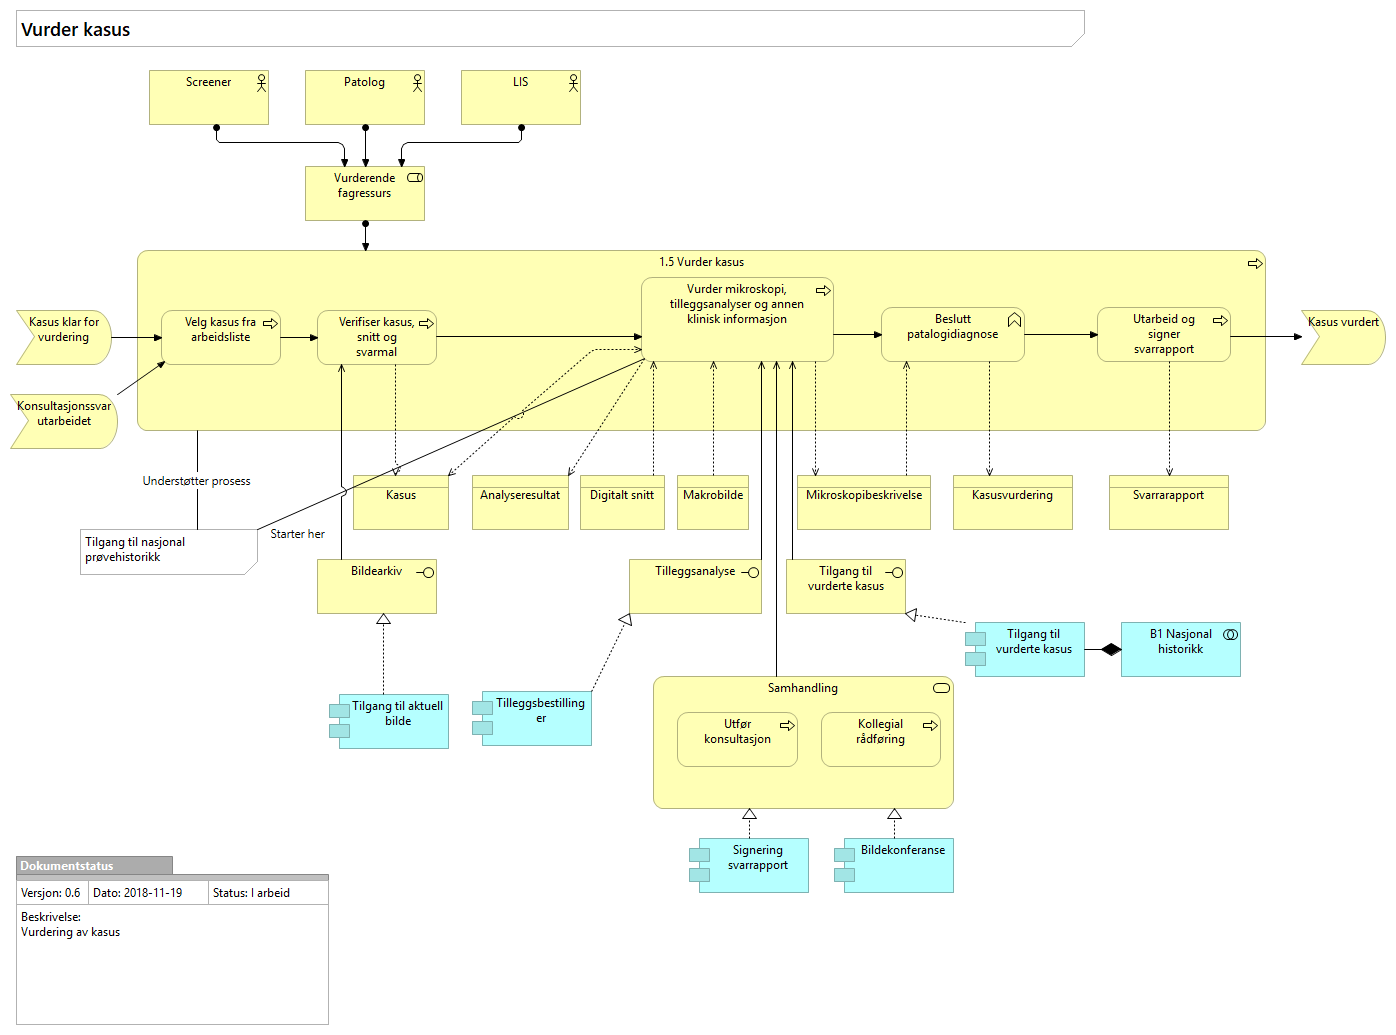 Vurder kasus
Screener
Patolog
LIS
Vurderende
fagressurs
1.5 Vurder kasus
Kasus klar for
vurdering
Velg kasus fra
arbeidsliste
Verifiser kasus,
snitt og
svarmal
Vurder mikroskopi,
tilleggsanalyser og annen
klinisk informasjon
Beslutt
patalogidiagnose
Utarbeid og
signer
svarrapport
Kasus vurdert
Konsultasjonssvar
utarbeidet
Understøtter prosess
Kasus
Analyseresultat
Digitalt snitt
Makrobilde
Mikroskopibeskrivelse
Kasusvurdering
Svarrarapport
Tilgang til nasjonal
prøvehistorikk
Starter her
Bildearkiv
Tilleggsanalyse
Tilgang til
vurderte kasus
Tilgang til
vurderte kasus
B1 Nasjonal
historikk
Tilgang til aktuell
bilde
Tilleggsbestilling
er
Samhandling
Utfør
konsultasjon
Kollegial
rådføring
Signering
svarrapport
Bildekonferanse
Dokumentstatus
Versjon: 0.6 Dato: 2018-11-19 Status: I arbeid
Beskrivelse:
Vurdering av kasus